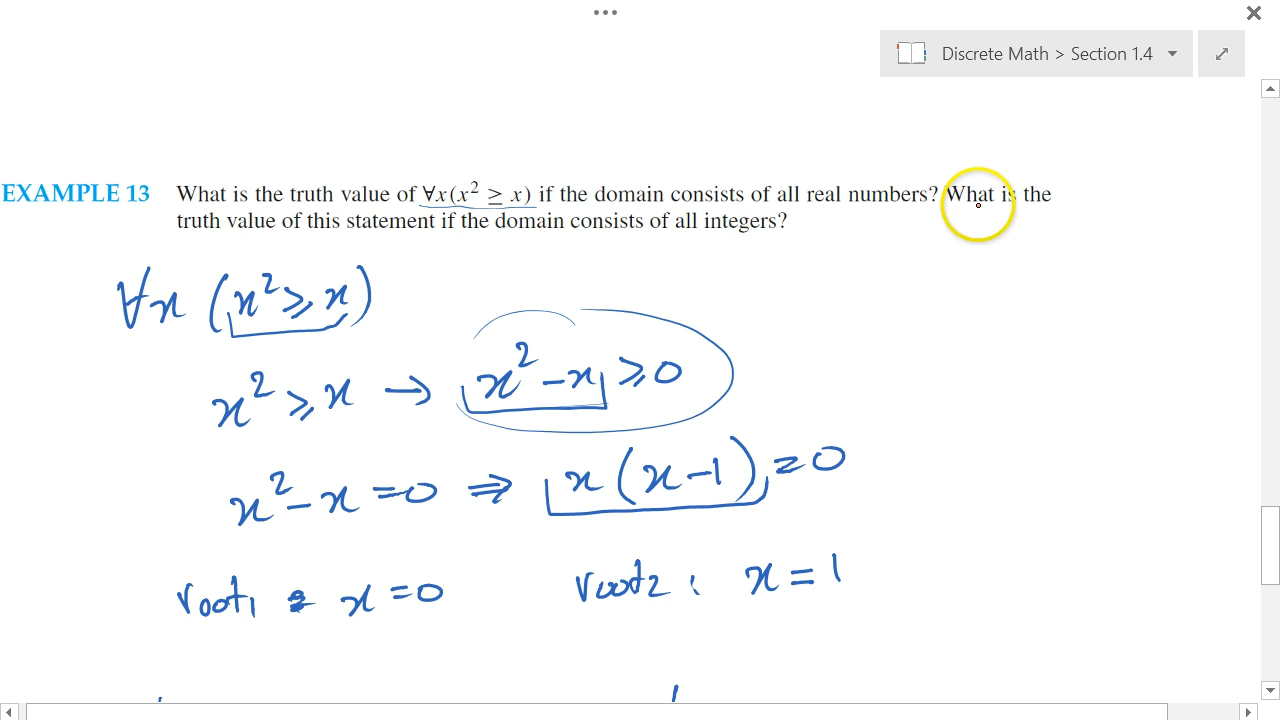 Discrete Math > Section 1.4
EXAMPLE 13 What is the truth value of ∀x(x² ≥ x) if the domain consists of all real numbers? What is the
truth value of this statement if the domain consists of all integers?
∀x (x² ≥ x)
x² ≥ x → x² - x ≥ 0
x² - x = 0 ⇒ x(x-1) = 0
root1 : x = 0 root2 : x = 1